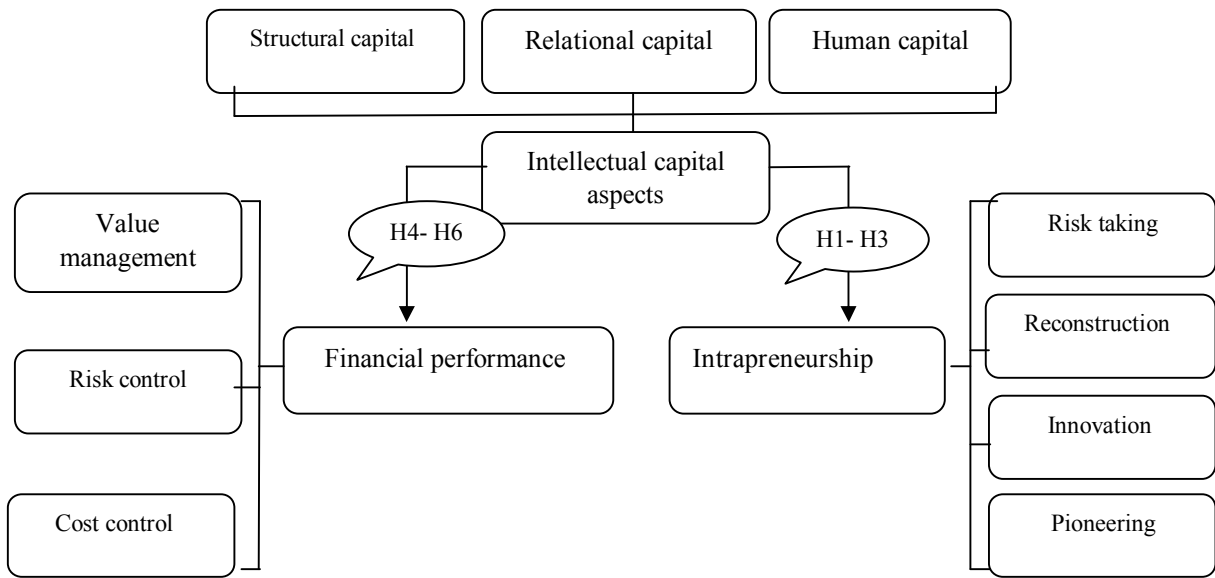 Structural capital
Relational capital
Human capital
Intellectual capital
aspects
Value
management
H4- H6
H1- H3
Risk taking
Financial performance
Intrapreneurship
Reconstruction
Risk control
Innovation
Cost control
Pioneering